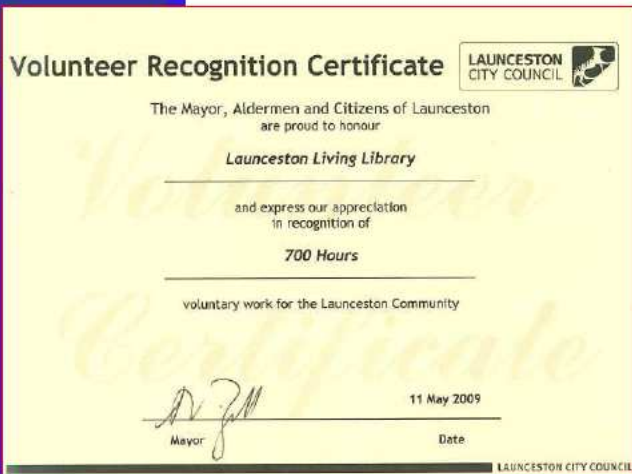 Volunteer Recognition Certificate
LAUNCESTON
CITY COUNCIL
The Mayor, Aldermen and Citizens of Launceston
are proud to honour
Launceston Living Library
and express our appreciation
in recognition of
700 Hours
voluntary work for the Launceston Community
Volunteer
Certificate
11 May 2009
Mayor
Date
LAUNCESTON CITY COUNCIL